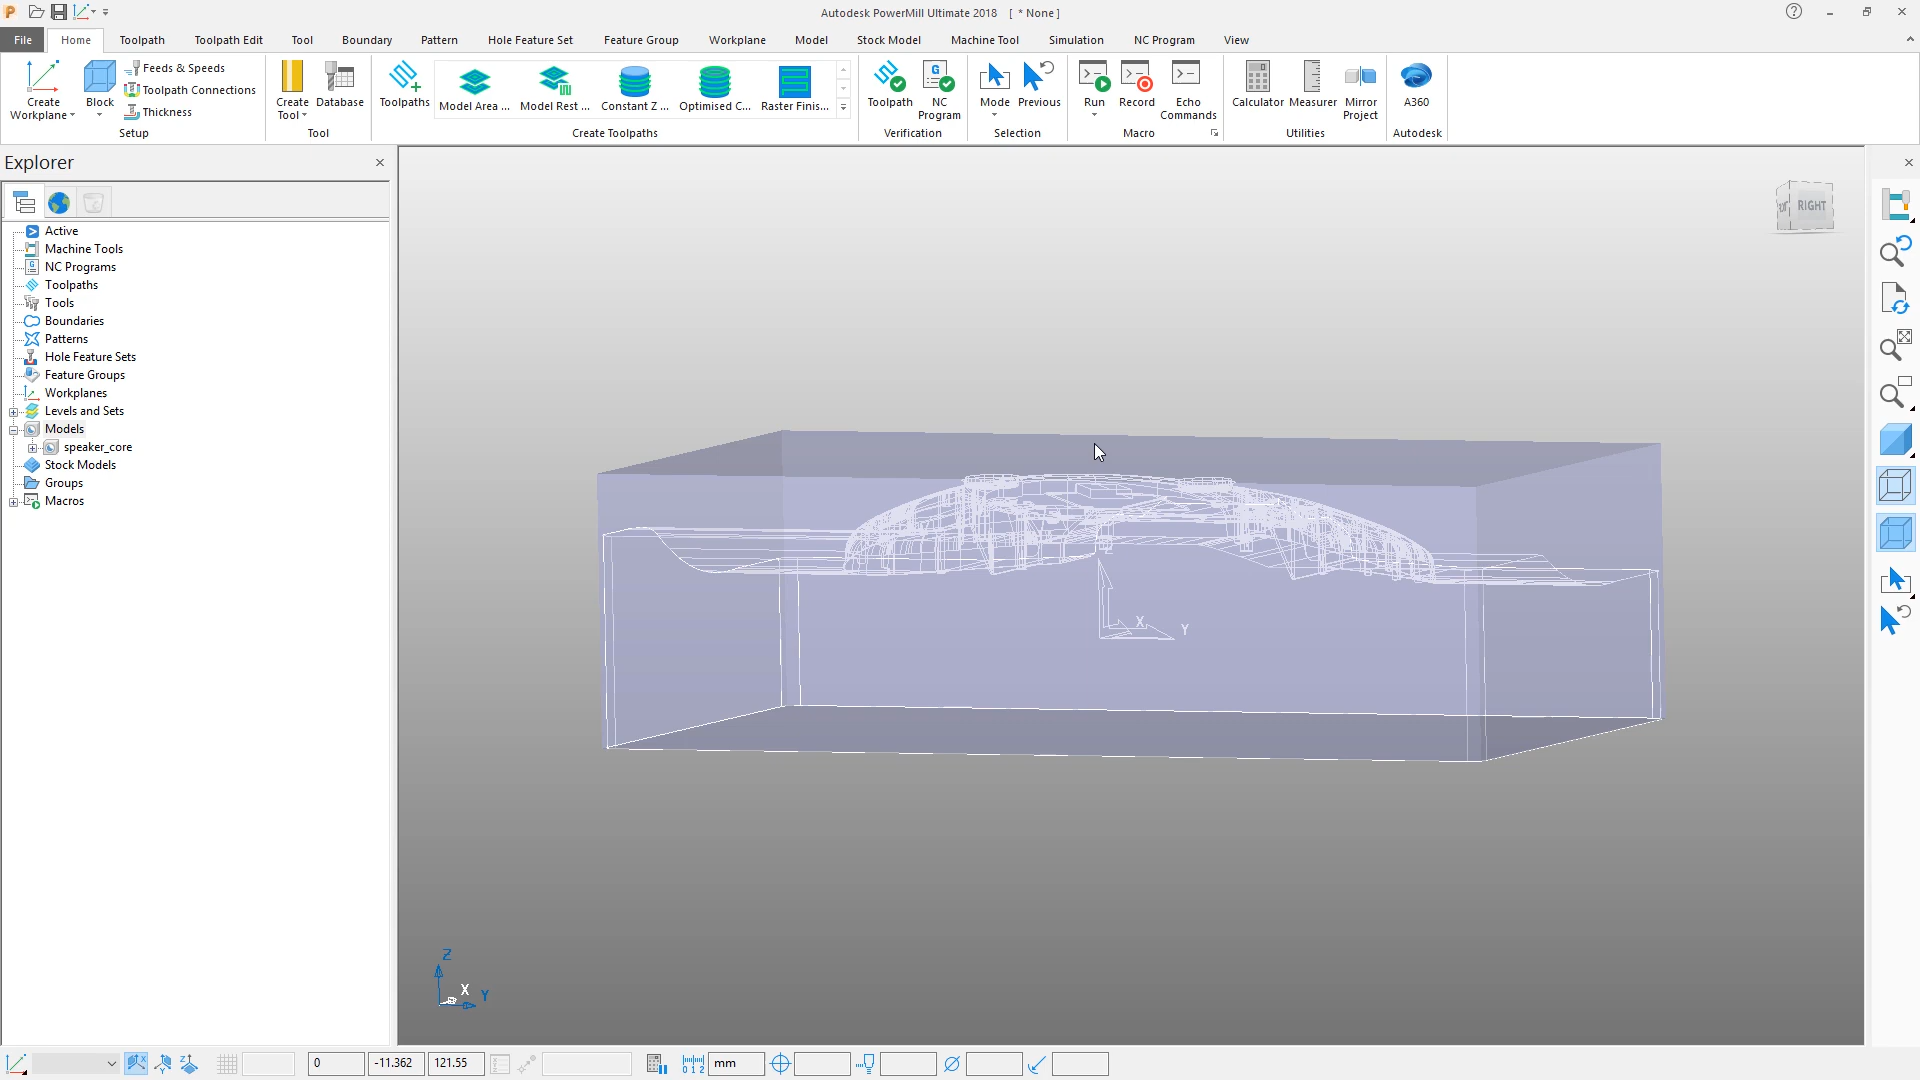 Autodesk PowerMill Ultimate 2018 [ * None ]
File Home Toolpath Toolpath Edit Tool Boundary Pattern Hole Feature Set Feature Group Workplane Model Stock Model Machine Tool Simulation NC Program View
Create Workplane
Block
Feeds & Speeds
Toolpath Connections
Thickness
Setup
Create Tool
Database
Tool
Toolpaths
Model Area ...
Model Rest ...
Constant Z ...
Optimised C...
Raster Finis...
Create Toolpaths
Toolpath
NC Program
Verification
Mode
Previous
Selection
Run
Record
Echo Commands
Macro
Calculator
Measurer
Mirror Project
Utilities
A360
Autodesk
Explorer
Active
Machine Tools
NC Programs
Toolpaths
Tools
Boundaries
Patterns
Hole Feature Sets
Feature Groups
Workplanes
Levels and Sets
Models
speaker_core
Stock Models
Groups
Macros
RIGHT
Z
X Y
Z
X Y
0 -11.362 121.55 mm